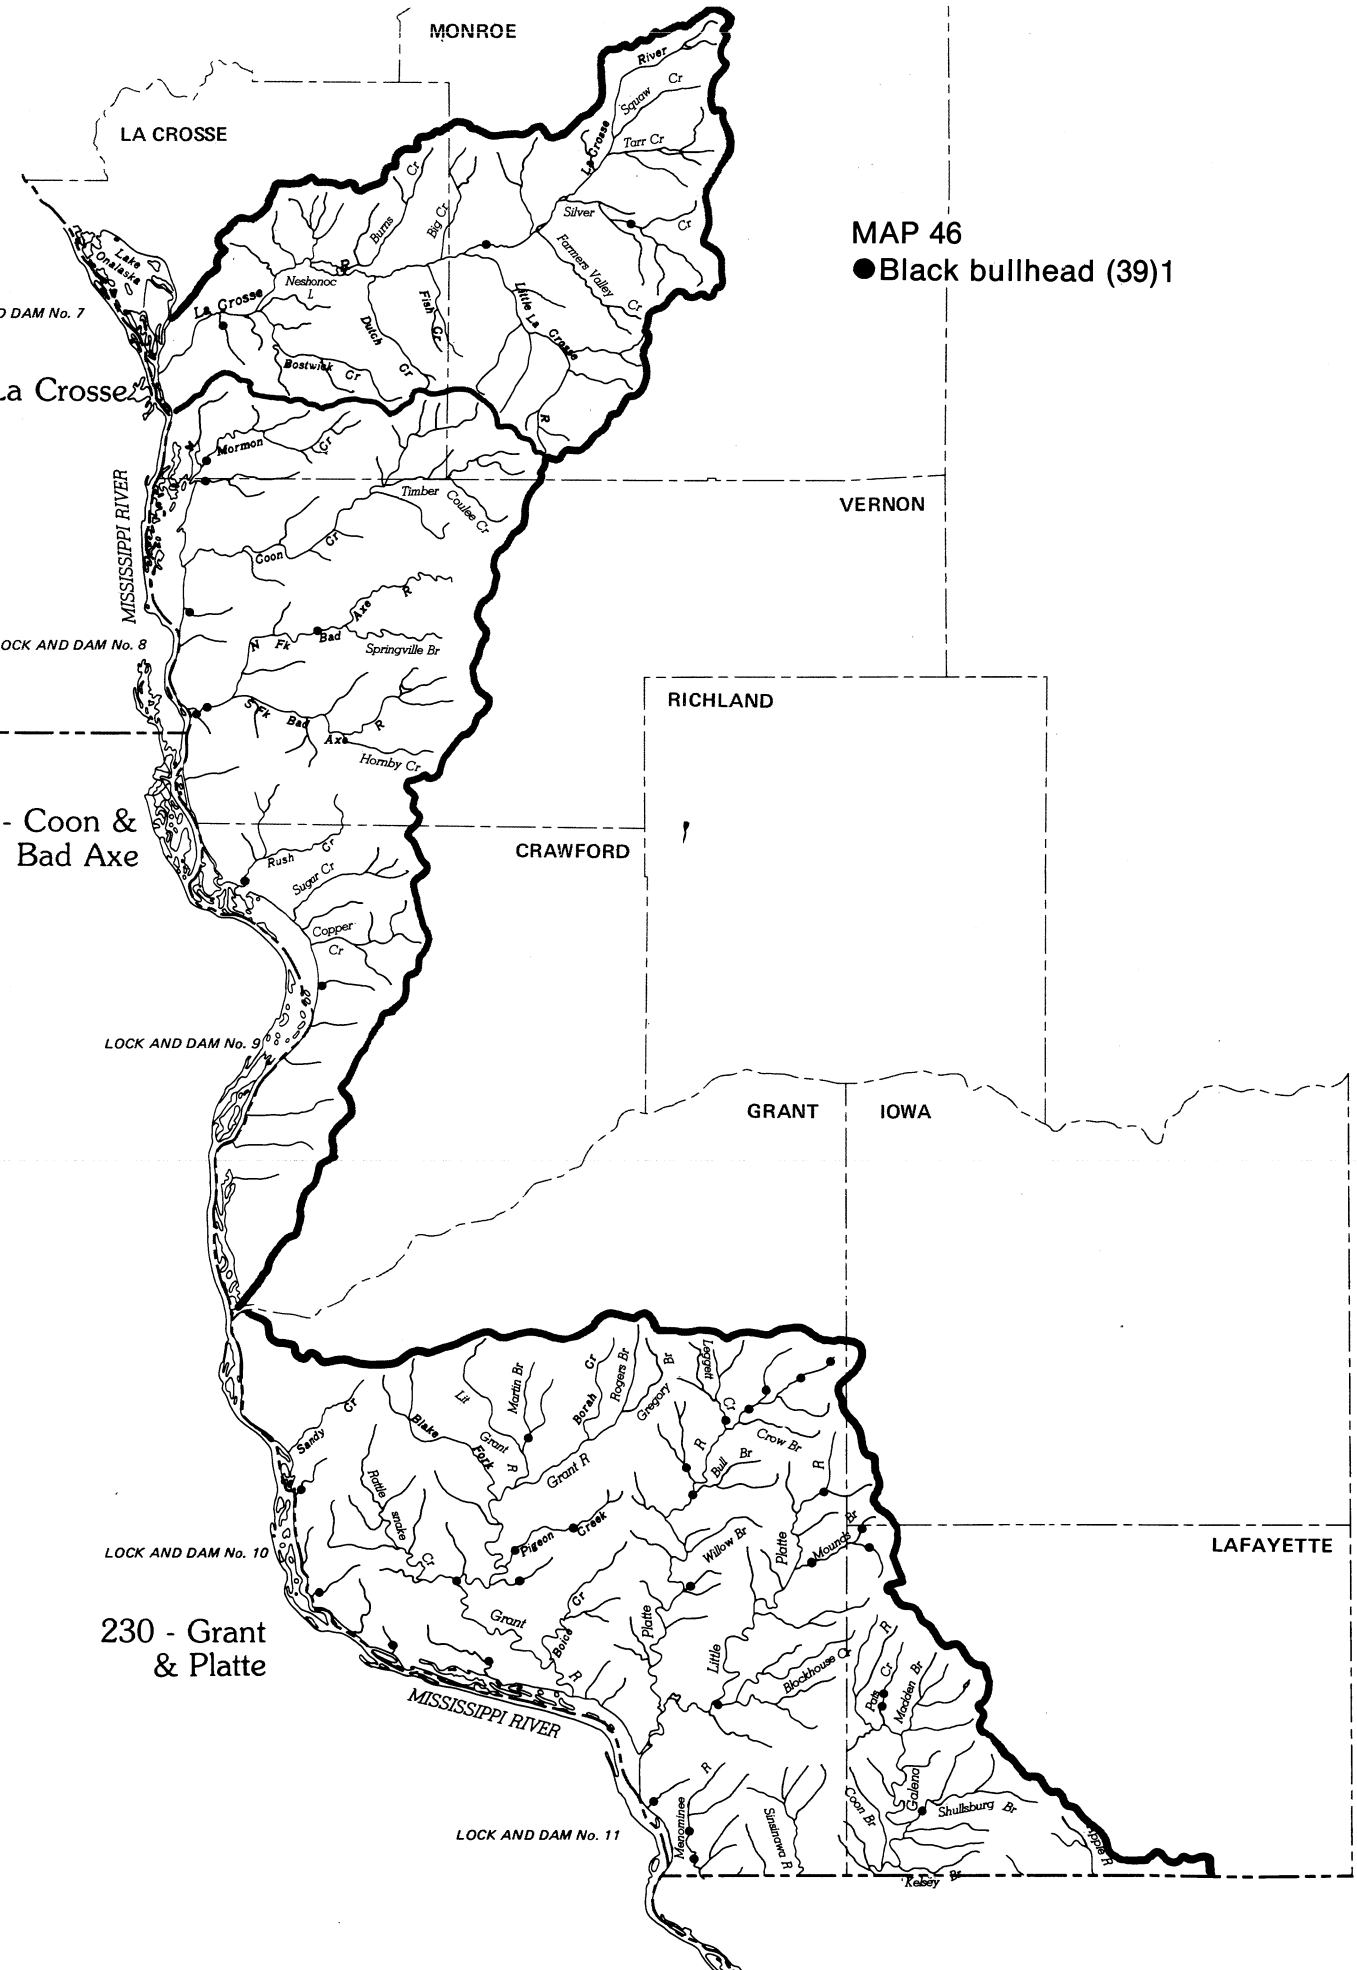 MONROE
River
Cr
Squaw
LA CROSSE
La Crosse
Tarr Cr
Cr
Burns
Big Cr
Silver
Cr
MAP 46
●Black bullhead (39)1
Lake
Onalaska
R
Farmers Valley
Cr
Neshonoc
L
La Crosse
Fish Cr
Little La Crosse
R
D DAM No. 7
Dutch
Cr
Bostwick Cr
La Crosse
Mormon
Cr
Timber
Coulee Cr
VERNON
MISSISSIPPI RIVER
Coon
Cr
Bad Axe R
N Fk
Springville Br
OCK AND DAM No. 8
RICHLAND
S Fk Bad
Axe
R
Hornby Cr
- Coon &
Bad Axe
CRAWFORD
Rush
Cr
Sugar Cr
Copper
Cr
LOCK AND DAM No. 9
GRANT
IOWA
Leggett
Cr
Martin Br
Lit
Grant
R
Borah Cr
Rogers Br
Gregory
Br
Sandy
Cr
Blake
Fork
Crow Br
R
Bull Br
R
Grant R
Rattle
snake
Cr
Pigeon
Creek
Willow Br
Platte
Mounds
Br
LOCK AND DAM No. 10
LAFAYETTE
230 - Grant
& Platte
Grant
R
Boice
Cr
Platte
R
Little
Blockhouse Cr
R
Pats Cr
Madden Br
MISSISSIPPI RIVER
Menominee
R
Sinsinawa R
Coon Br
Galena
Shullsburg Br
Apple R
LOCK AND DAM No. 11
Kelsey Br